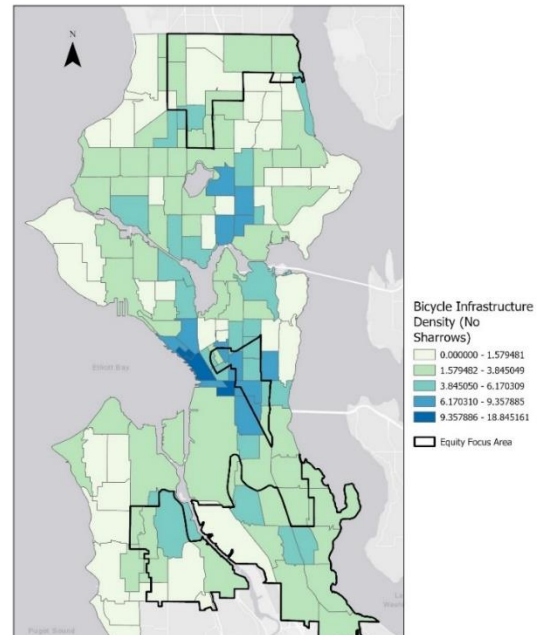 N
Elliott Bay
Puget Sound
Bicycle Infrastructure
Density (No
Sharrows)
0.000000 - 1.579481
1.579482 - 3.845049
3.845050 - 6.170309
6.170310 - 9.357885
9.357886 - 18.845161
Equity Focus Area